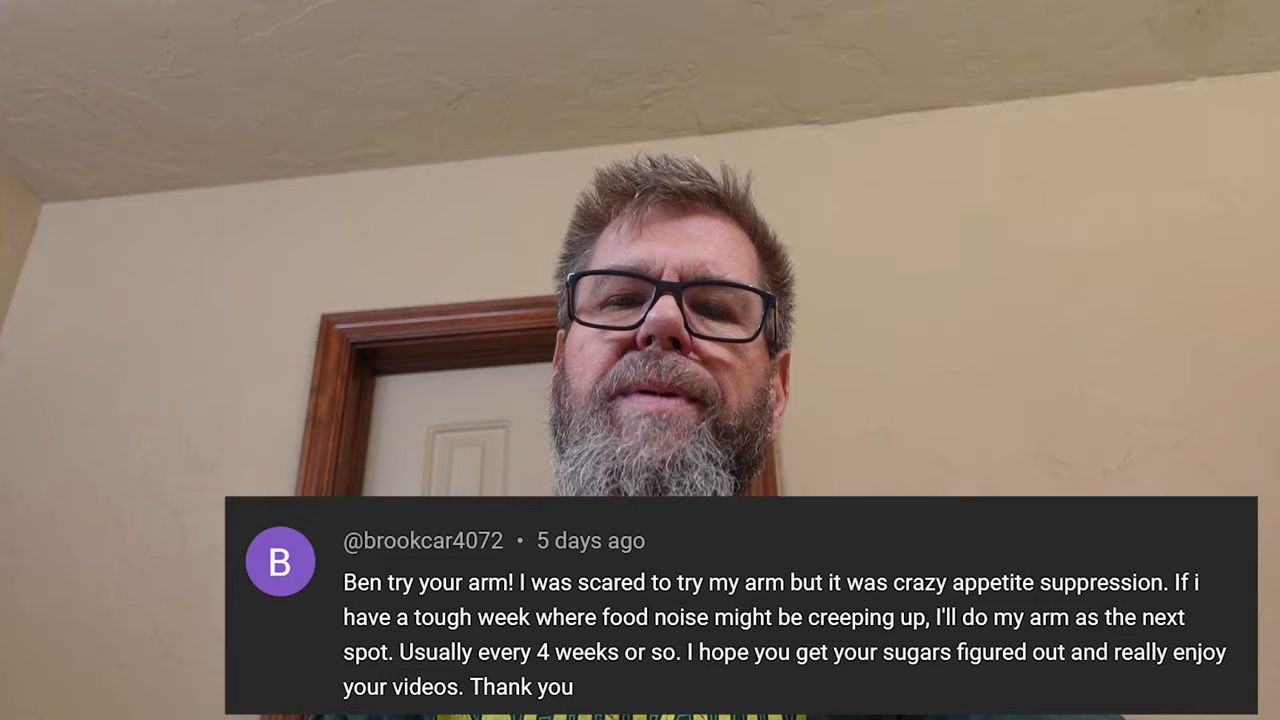 B
@brookcar4072 • 5 days ago
Ben try your arm! I was scared to try my arm but it was crazy appetite suppression. If i
have a tough week where food noise might be creeping up, I'll do my arm as the next
spot. Usually every 4 weeks or so. I hope you get your sugars figured out and really enjoy
your videos. Thank you